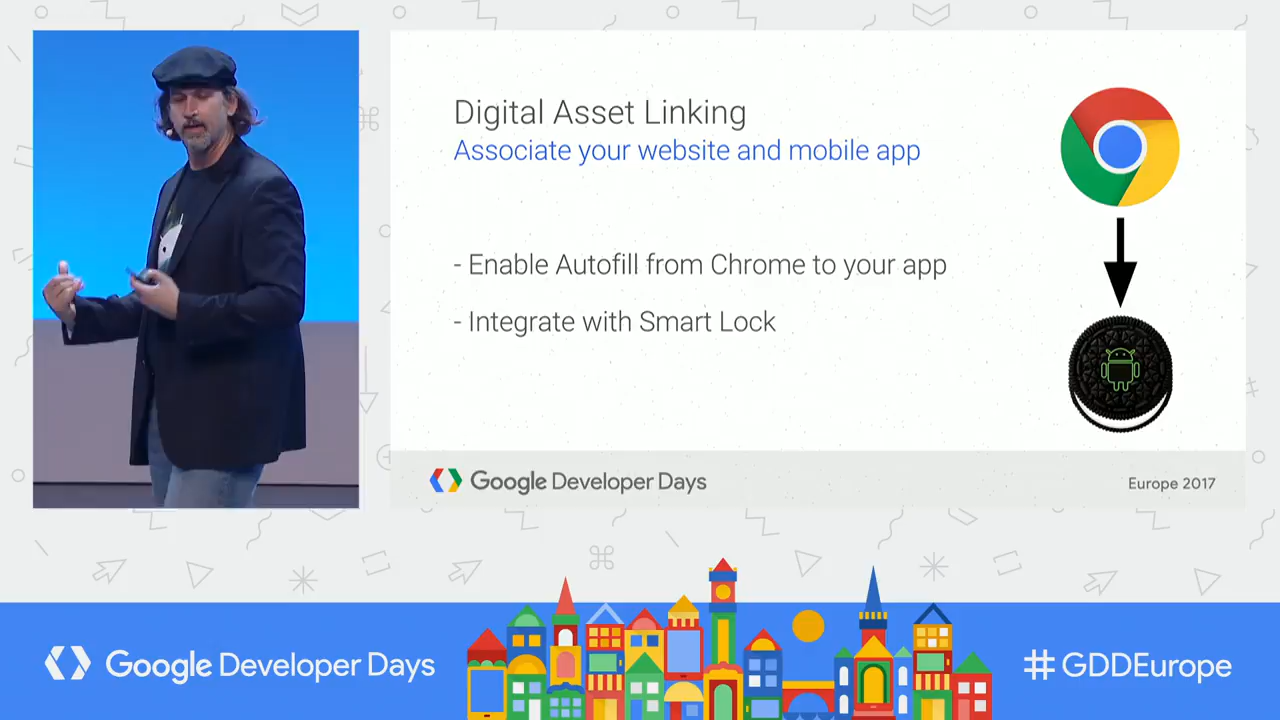 Digital Asset Linking
Associate your website and mobile app
- Enable Autofill from Chrome to your app
- Integrate with Smart Lock
Google Developer Days
Europe 2017
Google Developer Days
#GDDEurope